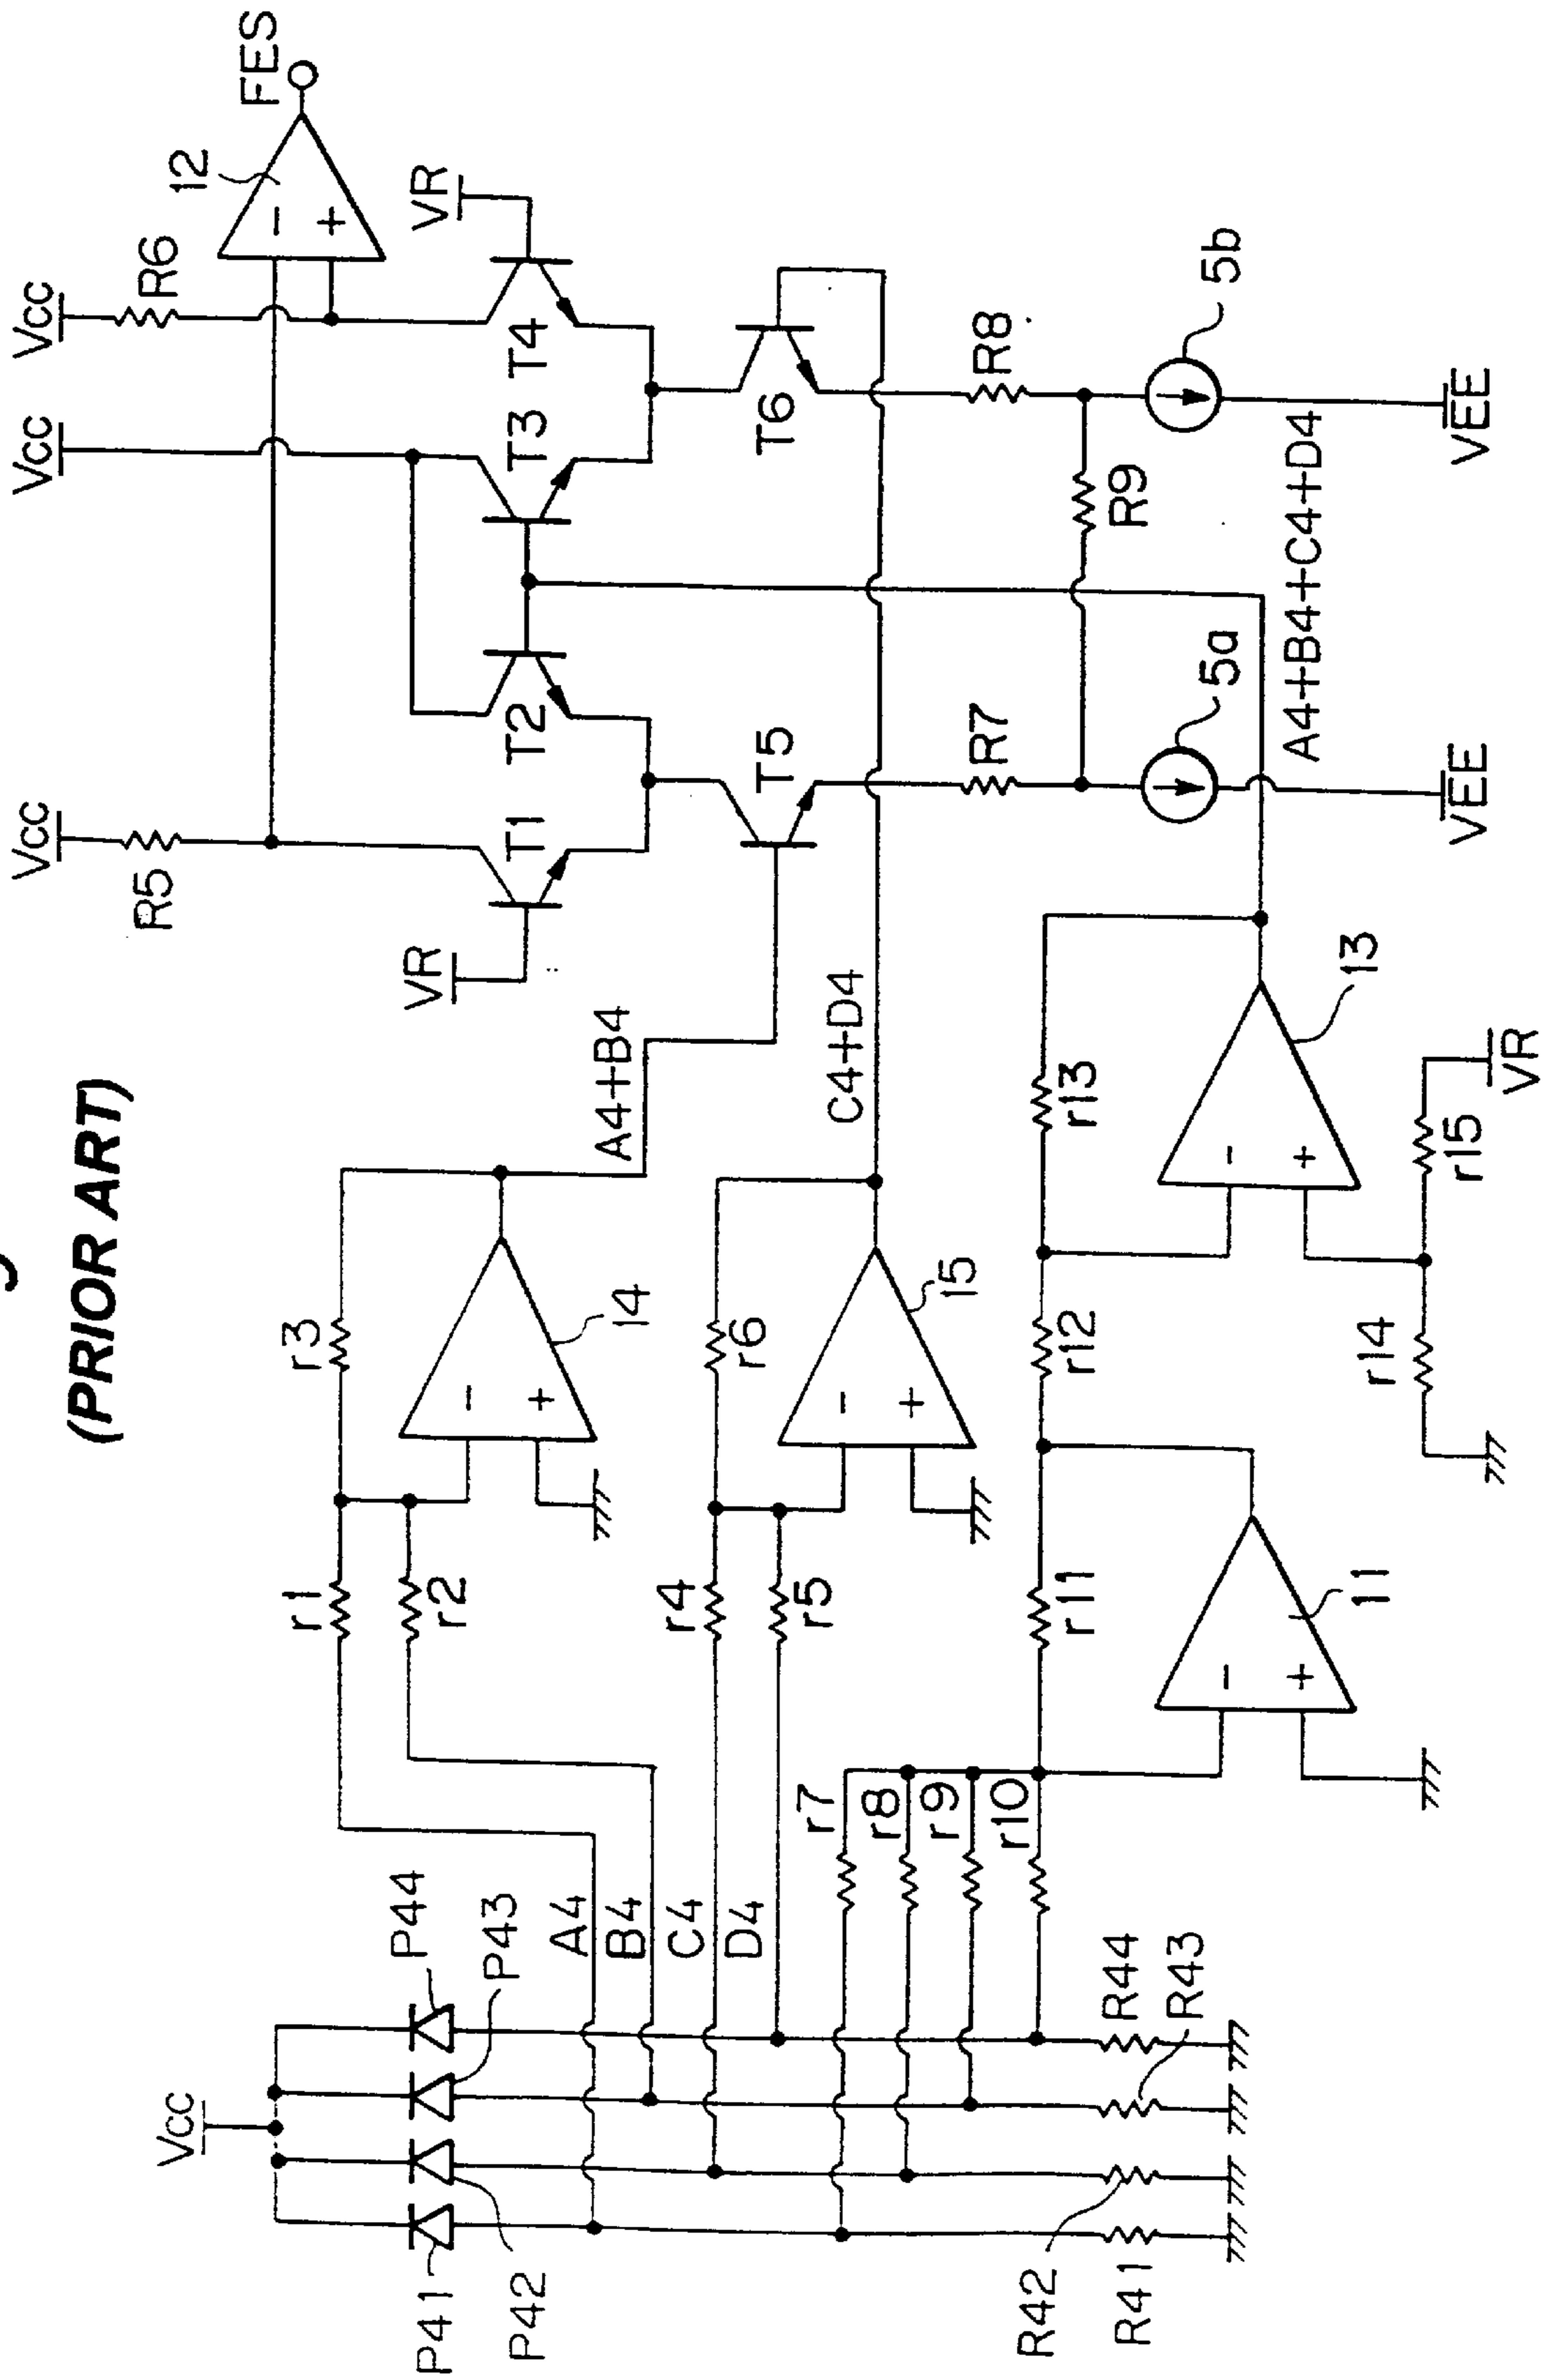 (PRIOR ART)
Vcc
P41
P42
P44
P43
A4
B4
C4
D4
R42
R41
R44
R43
r1
r2
r3
-
+
14
A4+B4
r4
r5
r6
-
+
15
C4+D4
r7
r8
r9
r10
r11
-
+
11
r12
r13
-
+
13
r14
r15
VR
A4+B4+C4+D4
Vcc
R5
VR
T1
T2
T5
R7
5a
VEE
Vcc
T3
Vcc
R6
T4
VR
T6
R8
R9
5b
VEE
12
-
+
FES